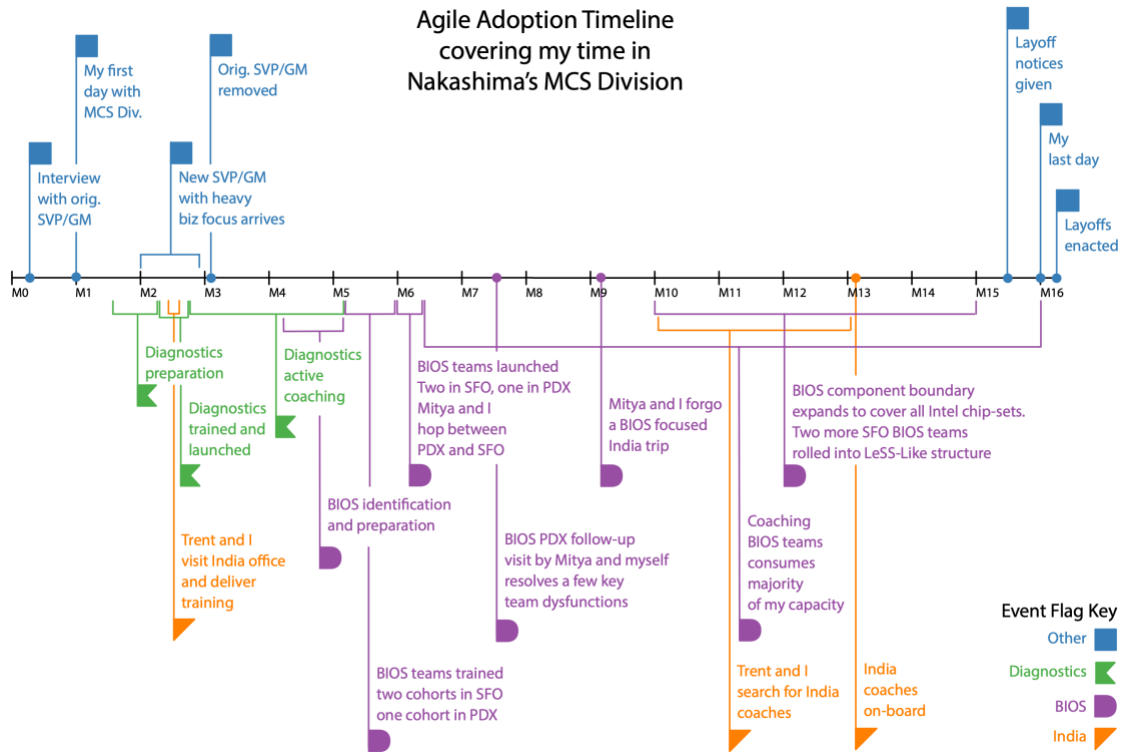 Agile Adoption Timeline
covering my time in
Nakashima's MCS Division
Interview
with orig.
SVP/GM
My first
day with
MCS Div.
New SVP/GM
with heavy
biz focus arrives
Orig. SVP/GM
removed
Layoff
notices
given
My
last day
Layoffs
enacted
M0
M1
M2
M3
M4
M5
M6
M7
M8
M9
M10
M11
M12
M13
M14
M15
M16
Diagnostics
preparation
Diagnostics
trained and
launched
Trent and I
visit India office
and deliver
training
Diagnostics
active
coaching
BIOS identification
and preparation
BIOS teams trained
two cohorts in SFO
one cohort in PDX
BIOS teams launched
Two in SFO, one in PDX
Mitya and I
hop between
PDX and SFO
BIOS PDX follow-up
visit by Mitya and myself
resolves a few key
team dysfunctions
Mitya and I forgo
a BIOS focused
India trip
Trent and I
search for India
coaches
Coaching
BIOS teams
consumes
majority
of my capacity
BIOS component boundary
expands to cover all Intel chip-sets.
Two more SFO BIOS teams
rolled into LeSS-Like structure
India
coaches
on-board
Event Flag Key
Other
Diagnostics
BIOS
India